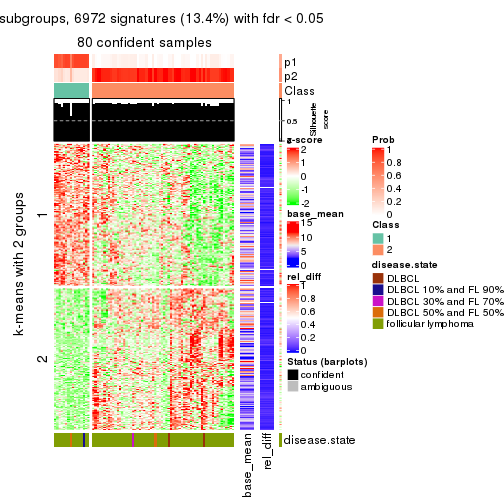 subgroups, 6972 signatures (13.4%) with fdr < 0.05
80 confident samples
p1
p2
Class
1
0.5
0
Silhouette
score
k-means with 2 groups
1
2
z-score
2
1
0
-1
-2
base_mean
15
10
5
0
rel_diff
1
0.8
0.6
0.4
0.2
0
Status (barplots)
confident
ambiguous
Prob
1
0.8
0.6
0.4
0.2
0
Class
1
2
disease.state
DLBCL
DLBCL 10% and FL 90%
DLBCL 30% and FL 70%
DLBCL 50% and FL 50%
follicular lymphoma
disease.state
base_mean
rel_diff